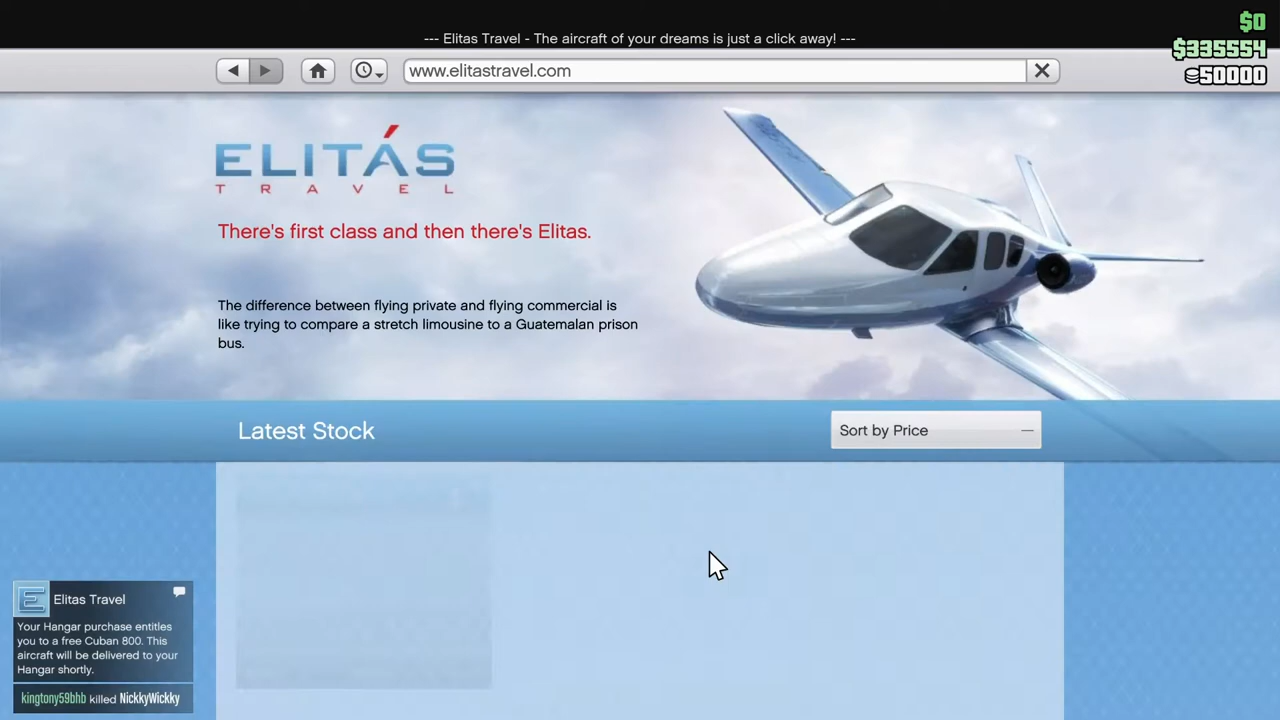 --- Elitas Travel - The aircraft of your dreams is just a click away! ---
$0
$335554
50000
www.elitastravel.com
ELITÁS
TRAVEL
There's first class and then there's Elitas.
The difference between flying private and flying commercial is
like trying to compare a stretch limousine to a Guatemalan prison
bus.
Latest Stock
Sort by Price
Elitas Travel
Your Hangar purchase entitles
you to a free Cuban 800. This
aircraft will be delivered to your
Hangar shortly.
kingtony59bhb killed NickkyWickky